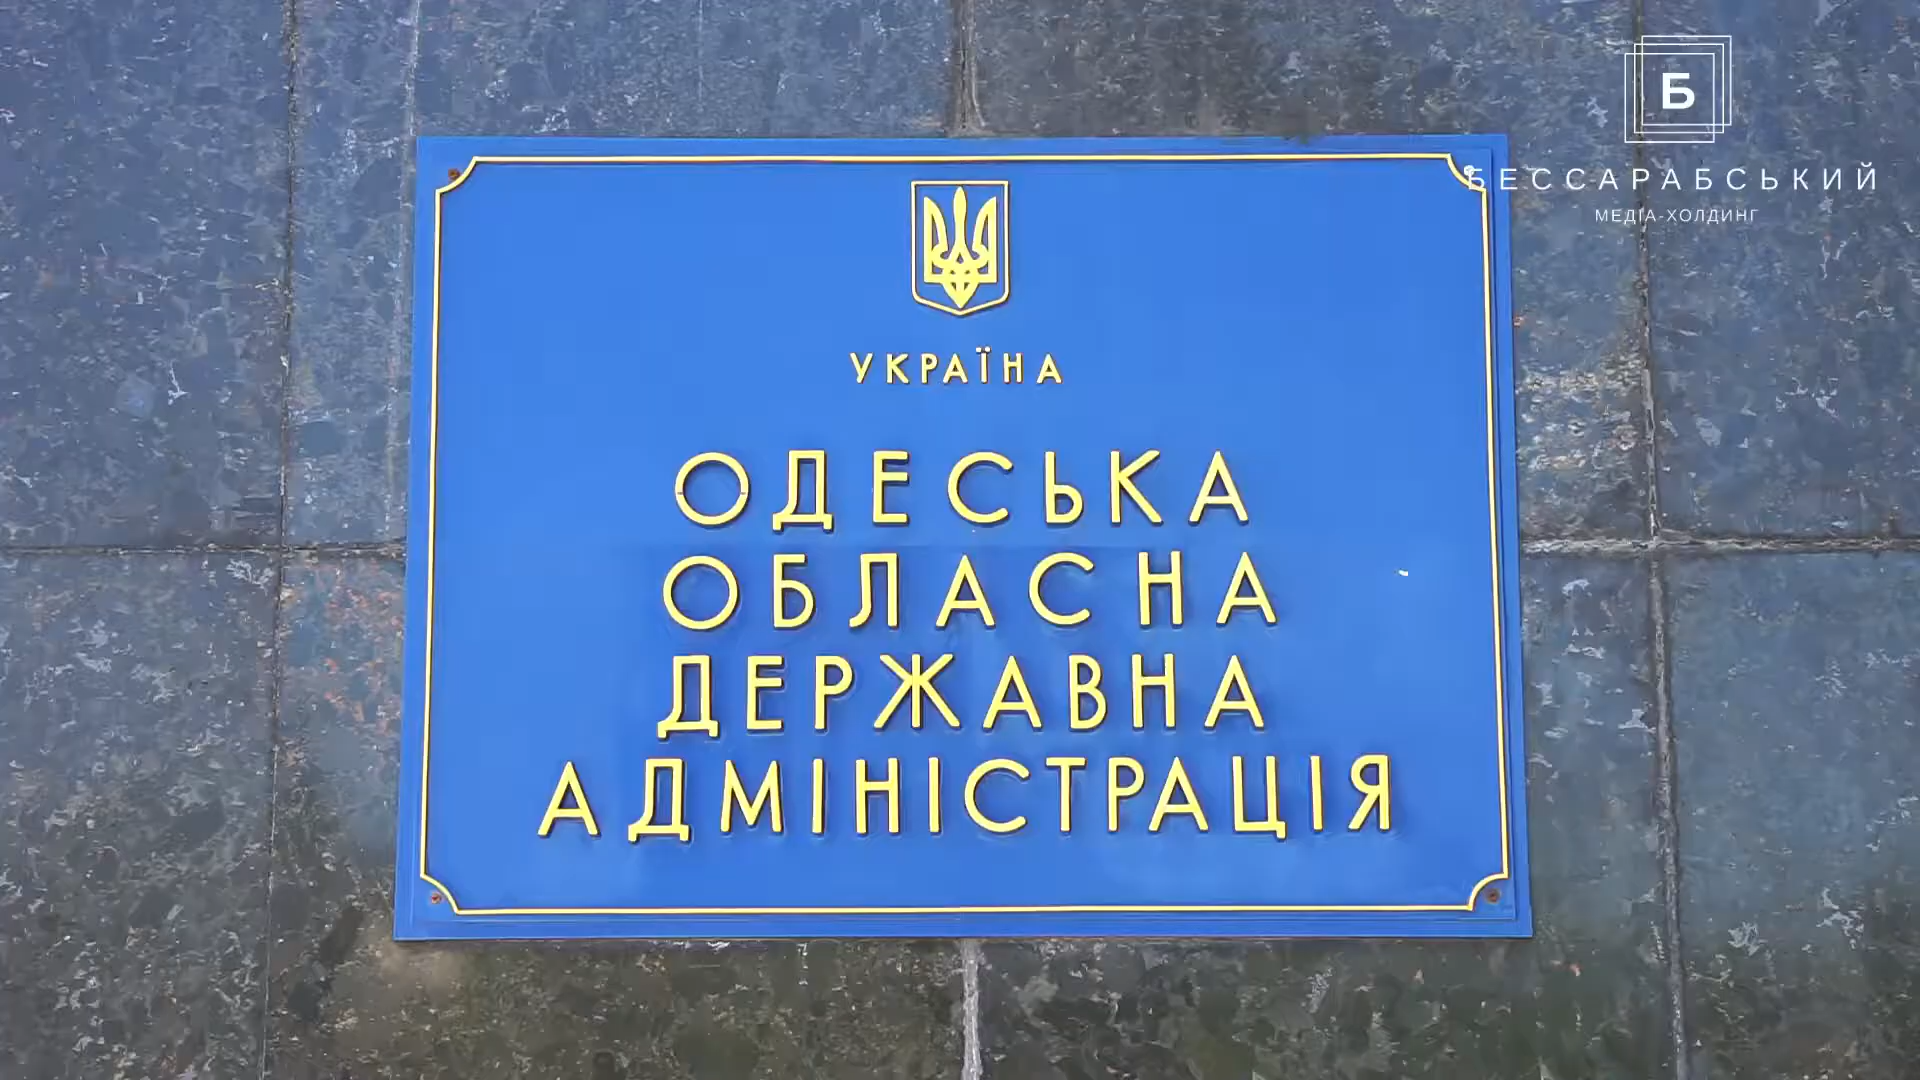 Б
БЕССАРАБСЬКИЙ
МЕДІА-ХОЛДИНГ
УКРАЇНА
ОДЕСЬКА
ОБЛАСНА
ДЕРЖАВНА
АДМІНІСТРАЦІЯ